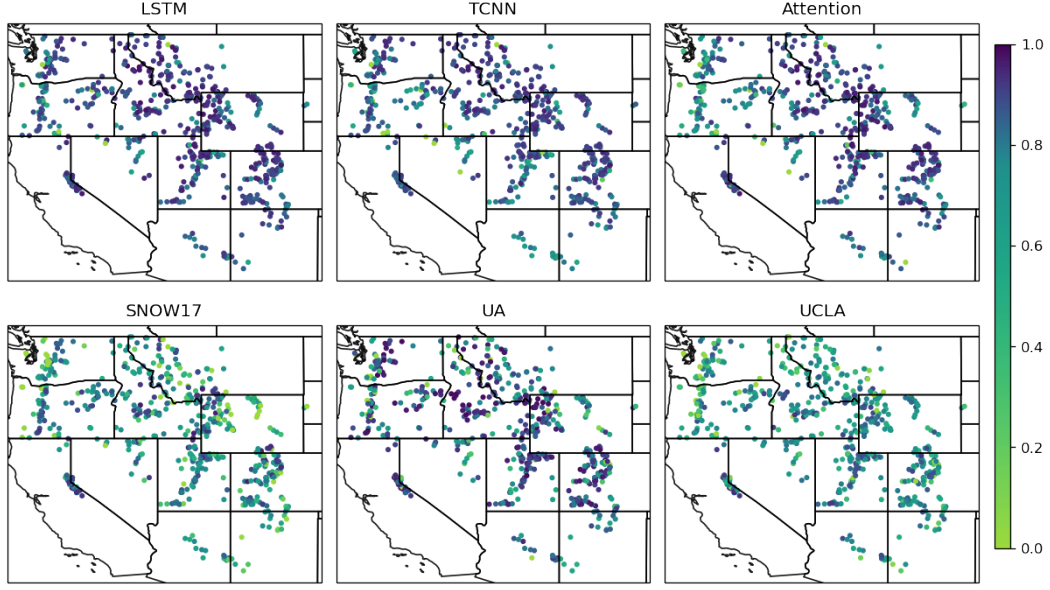 LSTM
TCNN
Attention
SNOW17
UA
UCLA
1.0
0.8
0.6
0.4
0.2
0.0